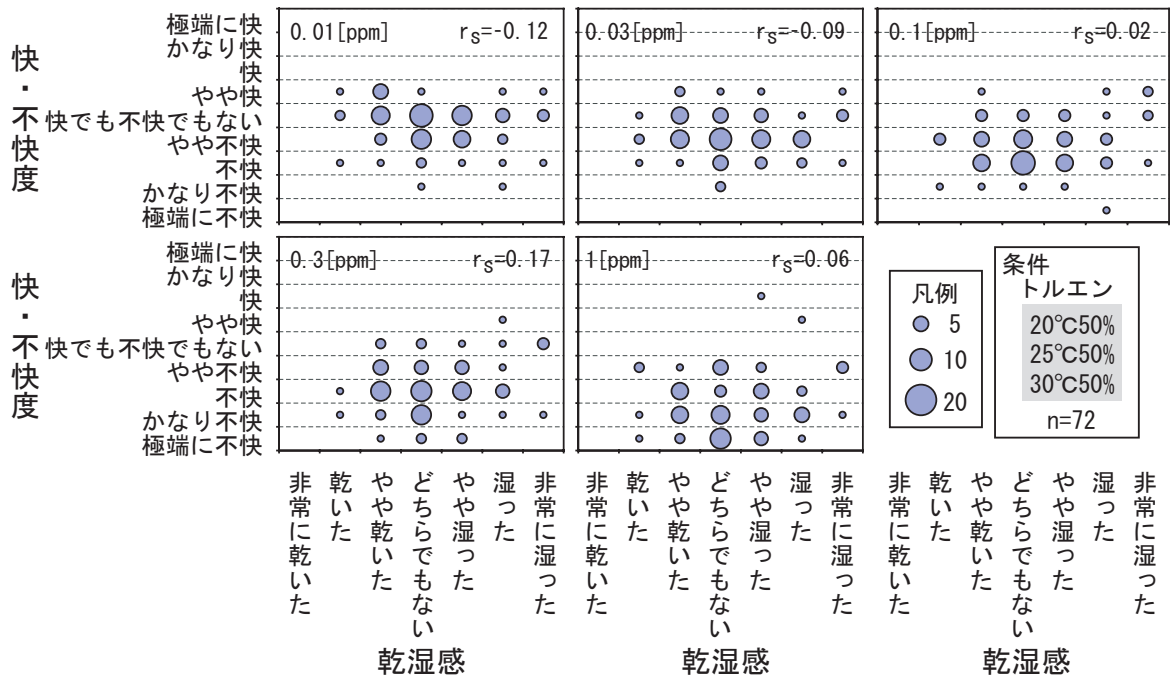 快・不快度
極端に快
かなり快
快
やや快
快でも不快でもない
やや不快
不快
かなり不快
極端に不快
0.01[ppm] rs=-0.12
0.03[ppm] rs=-0.09
0.1[ppm] rs=0.02
快・不快度
極端に快
かなり快
快
やや快
快でも不快でもない
やや不快
不快
かなり不快
極端に不快
0.3[ppm] rs=0.17
1[ppm] rs=0.06
凡例
5
10
20
条件
トルエン
20℃50%
25℃50%
30℃50%
n=72
非常に乾いた
乾いた
やや乾いた
どちらでもない
やや湿った
湿った
非常に湿った
乾湿感
非常に乾いた
乾いた
やや乾いた
どちらでもない
やや湿った
湿った
非常に湿った
乾湿感
非常に乾いた
乾いた
やや乾いた
どちらでもない
やや湿った
湿った
非常に湿った
乾湿感